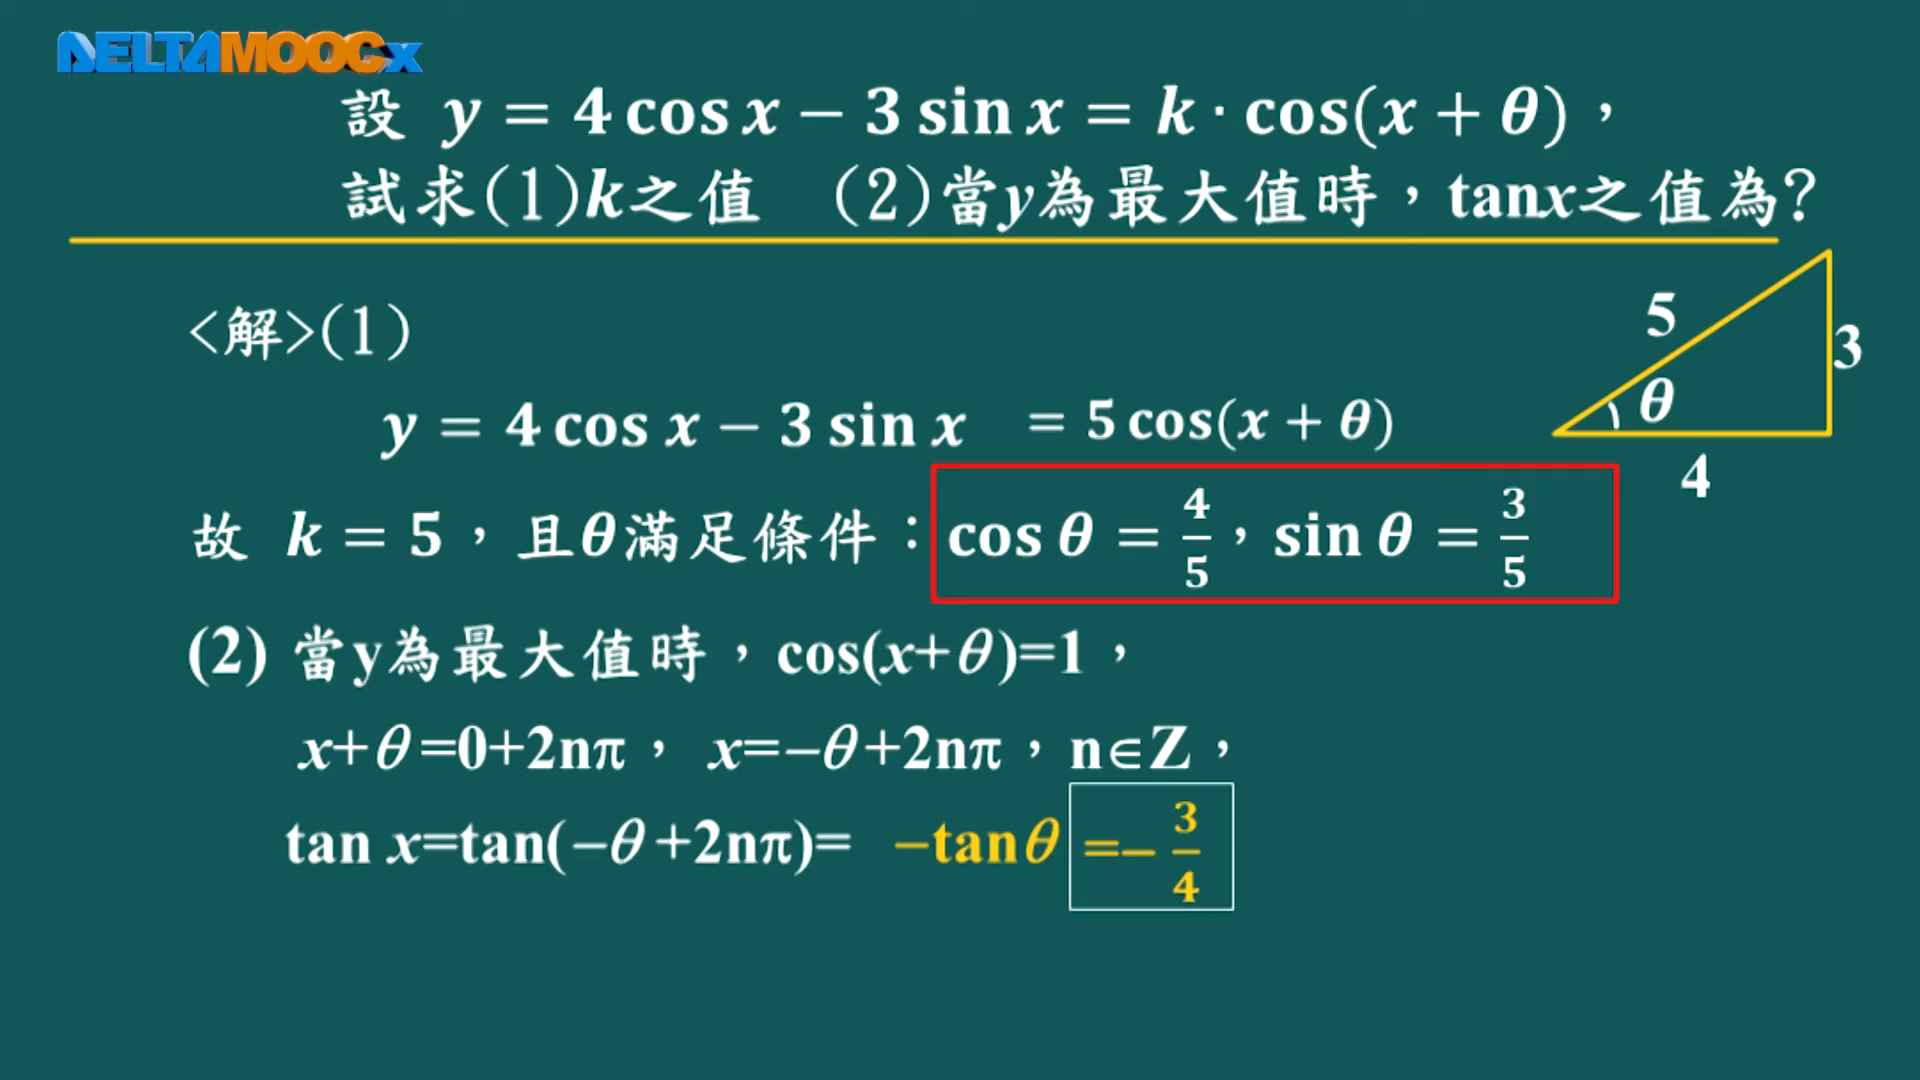 DELTAMOOCx
設 y = 4 cos x − 3 sin x = k · cos(x + θ)，
試求(1)k之值 (2)當y為最大值時，tanx之值為?
<解>(1)
5
3
θ
4
y = 4 cos x − 3 sin x = 5 cos(x + θ)
故 k = 5，且θ滿足條件：cos θ = 4/5，sin θ = 3/5
(2) 當y為最大值時，cos(x+θ)=1，
x+θ=0+2nπ， x=−θ+2nπ，n∈Z，
tan x=tan(−θ+2nπ)= −tanθ =− 3/4